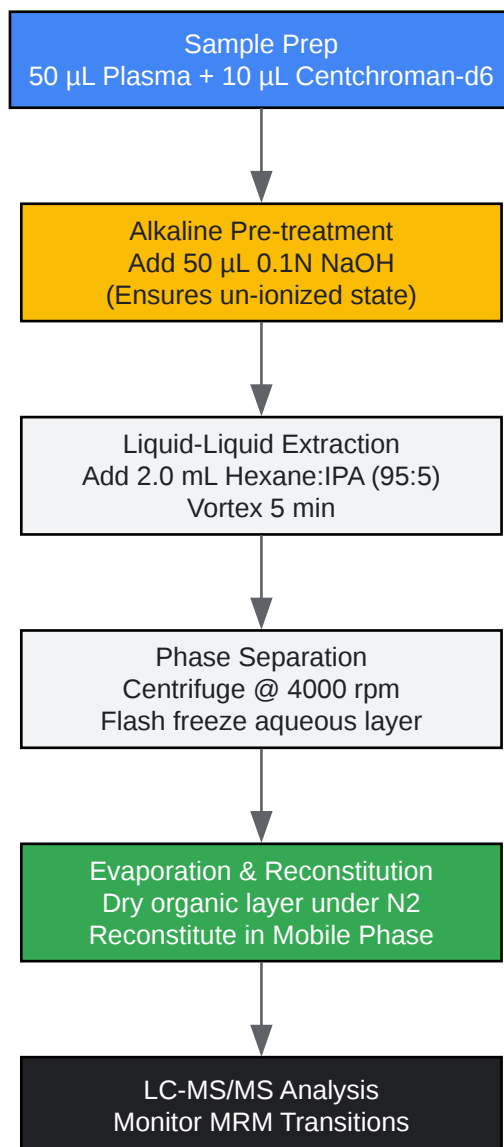 Sample Prep
50 µL Plasma + 10 µL Centchroman-d6
Alkaline Pre-treatment
Add 50 µL 0.1N NaOH
(Ensures un-ionized state)
Liquid-Liquid Extraction
Add 2.0 mL Hexane:IPA (95:5)
Vortex 5 min
Phase Separation
Centrifuge @ 4000 rpm
Flash freeze aqueous layer
Evaporation & Reconstitution
Dry organic layer under N2
Reconstitute in Mobile Phase
LC-MS/MS Analysis
Monitor MRM Transitions